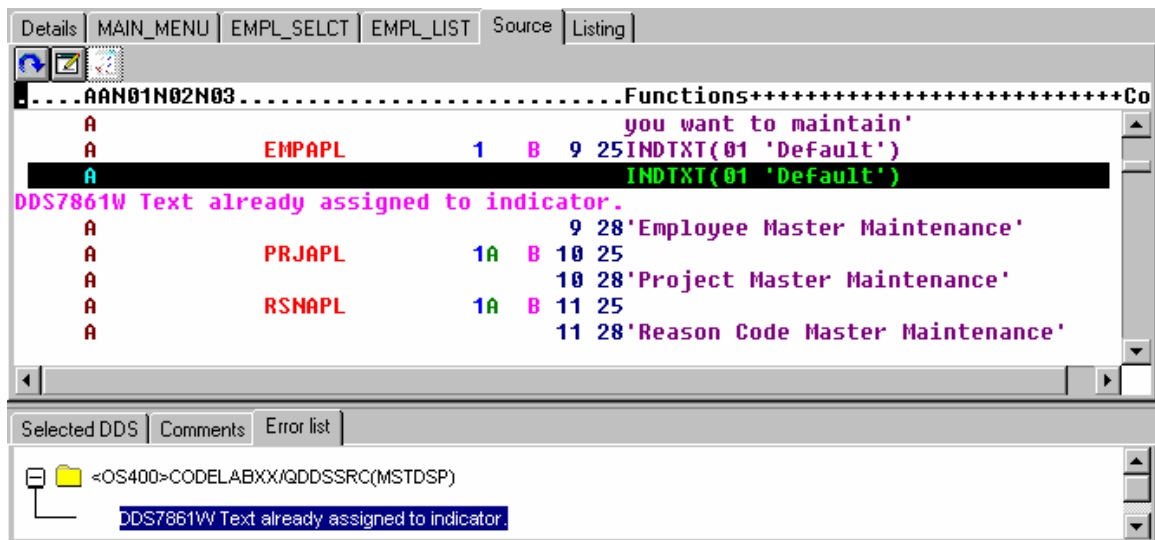 Details MAIN_MENU EMPL_SELCT EMPL_LIST Source Listing
.....AAN01N02N03............................Functions+++++++++++++++++++++++++++Co
A you want to maintain'
A EMPAPL 1 B 9 25INDTXT(01 'Default')
A INDTXT(01 'Default')
DDS7861W Text already assigned to indicator.
A 9 28'Employee Master Maintenance'
A PRJAPL 1A B 10 25
A 10 28'Project Master Maintenance'
A RSNAPL 1A B 11 25
A 11 28'Reason Code Master Maintenance'
Selected DDS Comments Error list
<OS400>CODELABXX/QDDSSRC(MSTDSP)
DDS7861W Text already assigned to indicator.